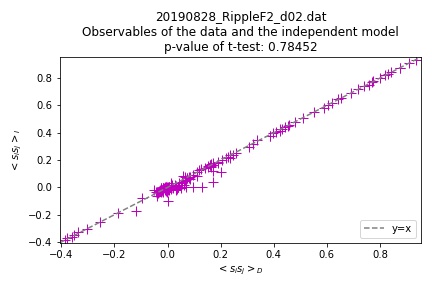 20190828_RippleF2_d02.dat
Observables of the data and the independent model
p-value of t-test: 0.78452
< s_i s_j >_I
0.8
0.6
0.4
0.2
0.0
−0.2
−0.4
y=x
−0.4 −0.2 0.0 0.2 0.4 0.6 0.8
< s_i s_j >_D